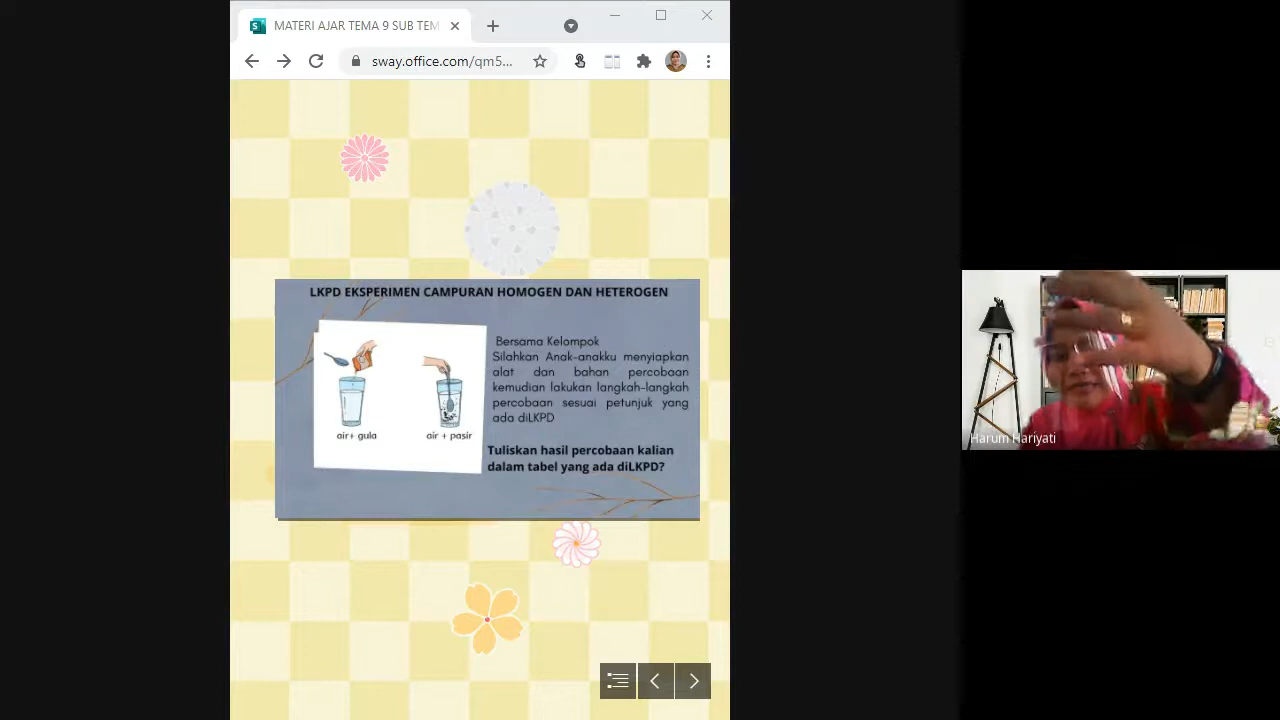 MATERI AJAR TEMA 9 SUB TEM
sway.office.com/qm5...
LKPD EKSPERIMEN CAMPURAN HOMOGEN DAN HETEROGEN
Bersama Kelompok
Silahkan Anak-anakku menyiapkan
alat dan bahan percobaan
kemudian lakukan langkah-langkah
percobaan sesuai petunjuk yang
ada diLKPD
air+ gula
air + pasir
Tuliskan hasil percobaan kalian
dalam tabel yang ada diLKPD?
Harum Hariyati